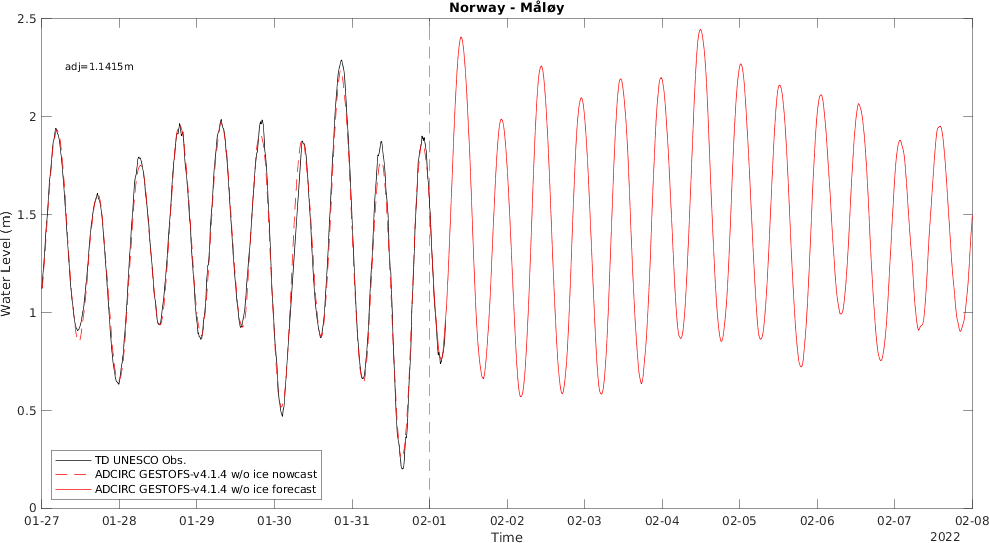 Norway - Måløy
2.5
adj=1.1415m
2
1.5
Water Level (m)
1
0.5
TD UNESCO Obs.
ADCIRC GESTOFS-v4.1.4 w/o ice nowcast
ADCIRC GESTOFS-v4.1.4 w/o ice forecast
0
01-27 01-28 01-29 01-30 01-31 02-01 02-02 02-03 02-04 02-05 02-06 02-07 02-08
Time
2022